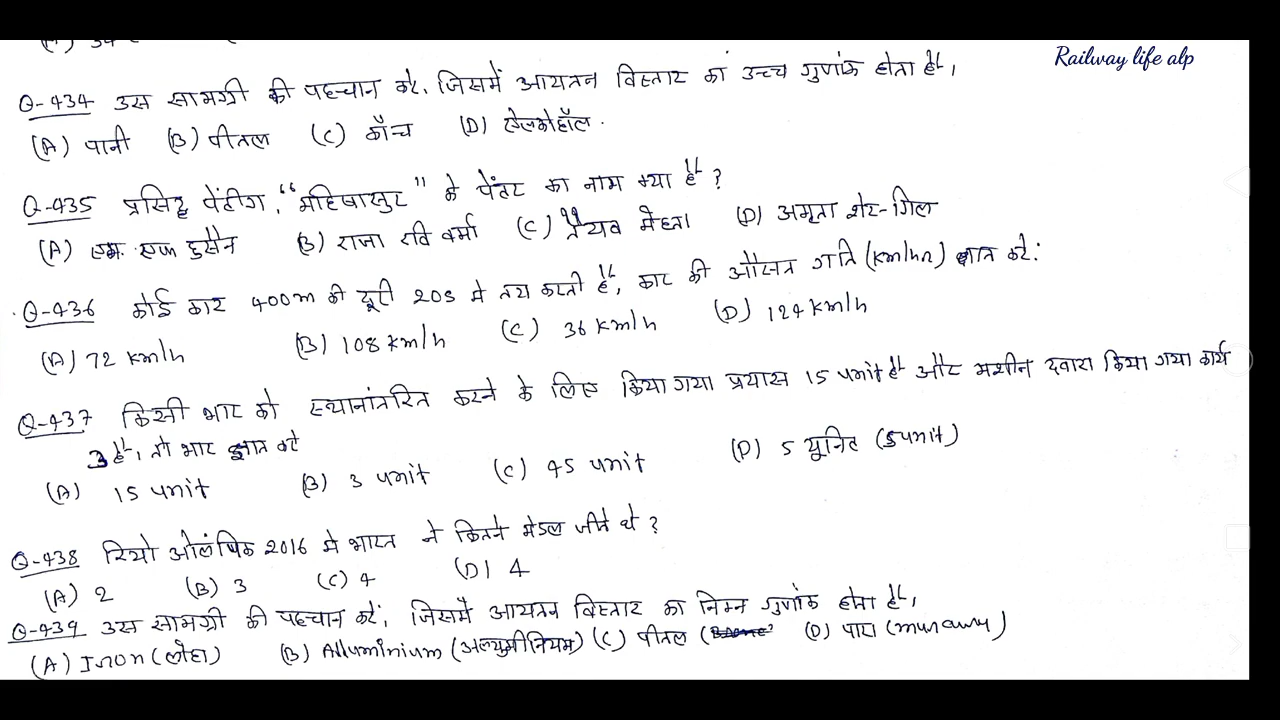 Railway life alp
Q-434 उस सामग्री की पहचान करें, जिसमें आयतन विस्तार का उच्च गुणांक होता है।
(A) पानी (B) पीतल (C) काँच (D) ऐल्कोहॉल.
Q-435 प्रसिद्ध पेंटींग, "महिषासुर" के पेंटर का नाम क्या है?
(A) एम. एफ हुसैन (B) राजा रवि वर्मा (C) तैयब मेहता (D) अमृता शेर-गिल
Q-436 कोई कार 400m की दूरी 20s मे तय करती है, कार की औसत गति (km/hr) ज्ञात करें:
(A) 72 km/h (B) 108 km/h (C) 36 km/h (D) 124 km/h
Q-437 किसी भार को स्थानांतरित करने के लिए किया गया प्रयास 15 unit है और मशीन दवारा किया गया कार्य
3 है, तो भार ज्ञात करे
(A) 15 unit (B) 3 unit (C) 45 unit (D) 5 यूनिट (5unit)
Q-438 रियो ओलंपिक 2016 मे भारत ने कितने मेडल जीते थे?
(A) 2 (B) 3 (C) 4 (D) 4
Q-439 उस सामग्री की पहचान करें, जिसमें आयतन विस्तार का निम्न गुणांक होता है,
(A) Iron (लोहा) (B) Alluminium (अल्युमीनियम) (C) पीतल (D) पारा (murcury)